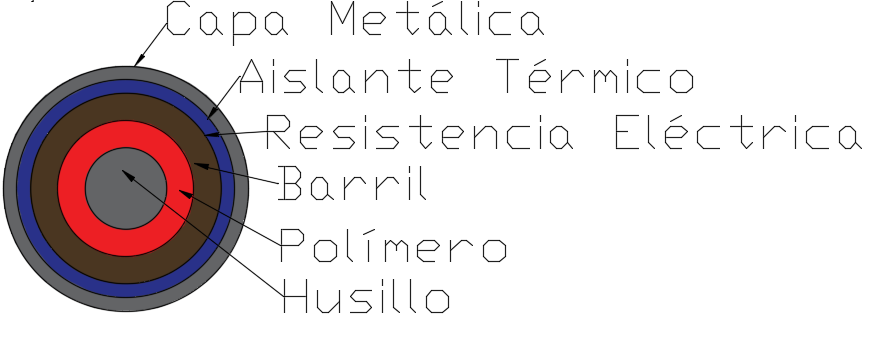 Capa Metálica
Aislante Térmico
Resistencia Eléctrica
Barril
Polímero
Husillo